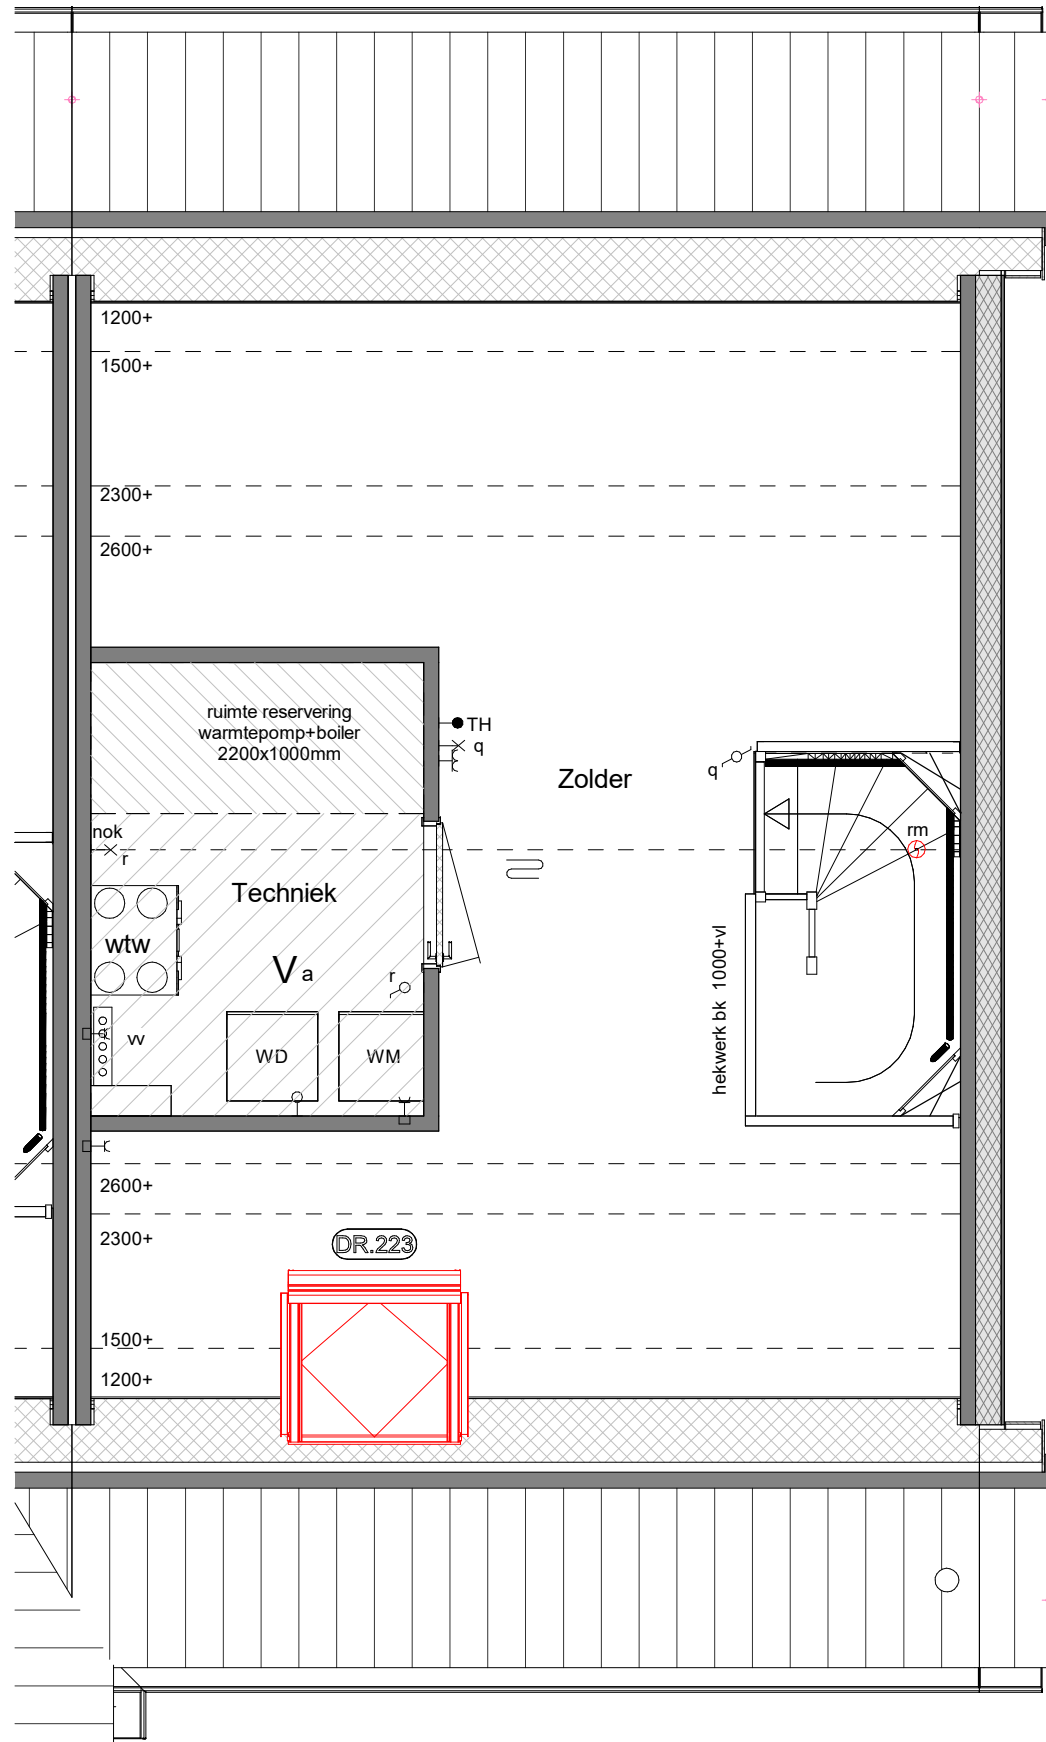 1200+
1500+
2300+
2600+
ruimte reservering
warmtepomp+boiler
2200x1000mm
TH
q
Zolder
q
nok
r
rm
Techniek
wtw
V a
r
hekwerk bk 1000+vl
vv
WD
WM
2600+
2300+
DR.223
1500+
1200+